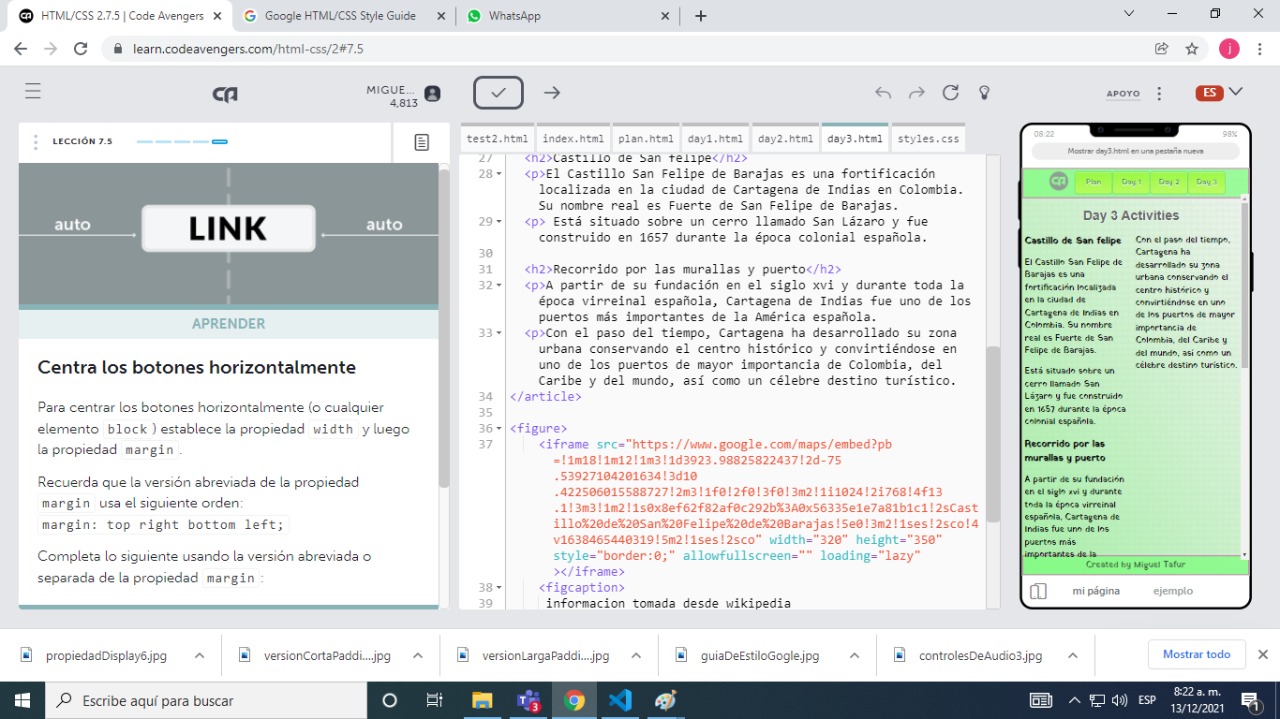 HTML/CSS 2.7.5 | Code Avengers
Google HTML/CSS Style Guide
WhatsApp
learn.codeavengers.com/html-css/2#7.5
j
MIGUE...
4,813
APOYO
ES
LECCIÓN 7.5
auto
LINK
auto
APRENDER
Centra los botones horizontalmente
Para centrar los botones horizontalmente (o cualquier
elemento block) establece la propiedad width y luego
la propiedad margin.
Recuerda que la versión abreviada de la propiedad
margin usa el siguiente orden:
margin: top right bottom left;
Completa lo siguiente usando la versión abreviada o
separada de la propiedad margin:
test2.html
index.html
plan.html
day1.html
day2.html
day3.html
styles.css
27 <h2>Castillo de San felipe</h2>
28 <p>El Castillo San Felipe de Barajas es una fortificación
localizada en la ciudad de Cartagena de Indias en Colombia.
Su nombre real es Fuerte de San Felipe de Barajas.
29 <p> Está situado sobre un cerro llamado San Lázaro y fue
construido en 1657 durante la época colonial española.
30
31 <h2>Recorrido por las murallas y puerto</h2>
32 <p>A partir de su fundación en el siglo xvi y durante toda la
época virreinal española, Cartagena de Indias fue uno de los
puertos más importantes de la América española.
33 <p>Con el paso del tiempo, Cartagena ha desarrollado su zona
urbana conservando el centro histórico y convirtiéndose en
uno de los puertos de mayor importancia de Colombia, del
Caribe y del mundo, así como un célebre destino turístico.
34 </article>
35
36 <figure>
37 <iframe src="https://www.google.com/maps/embed?pb
=!1m18!1m12!1m3!1d3923.98825822437!2d-75
.53927104201634!3d10
.422506015588727!2m3!1f0!2f0!3f0!3m2!1i1024!2i768!4f13
.1!3m3!1m2!1s0x8ef62f82af0c292b%3A0x56335e1e7a81b1c1!2sCast
illo%20de%20San%20Felipe%20de%20Barajas!5e0!3m2!1ses!2sco!4
v1638465440319!5m2!1ses!2sco" width="320" height="350"
style="border:0;" allowfullscreen="" loading="lazy"
></iframe>
38 <figcaption>
39 informacion tomada desde wikipedia
08:22
98%
Mostrar day3.html en una pestaña nueva
Plan
Day 1
Day 2
Day 3
Day 3 Activities
Castillo de San felipe
El Castillo San Felipe de
Barajas es una
fortificación localizada
en la ciudad de
Cartagena de Indias en
Colombia. Su nombre
real es Fuerte de San
Felipe de Barajas.
Está situado sobre un
cerro llamado San
Lázaro y fue construido
en 1657 durante la época
colonial española.
Recorrido por las
murallas y puerto
A partir de su fundación
en el siglo xvi y durante
toda la época virreinal
española, Cartagena de
Indias fue uno de los
puertos más
importantes de la
Con el paso del tiempo,
Cartagena ha
desarrollado su zona
urbana conservando el
centro histórico y
convirtiéndose en uno
de los puertos de mayor
importancia de
Colombia, del Caribe y
del mundo, así como un
célebre destino turístico.
Created by Miguel Tafur
mi página
ejemplo
propiedadDisplay6.jpg
versionCortaPaddi....jpg
versionLargaPaddi....jpg
guiaDeEstiloGogle.jpg
controlesDeAudio3.jpg
Mostrar todo
Escribe aquí para buscar
3
ESP
8:22 a. m.
13/12/2021
1